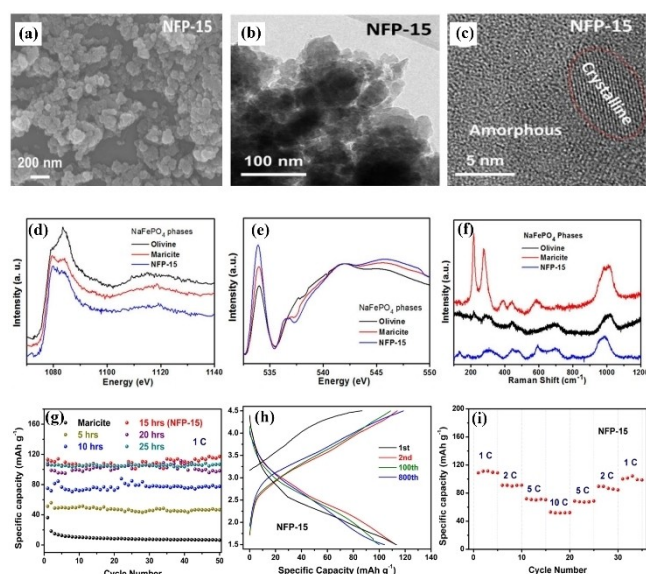 (a)
NFP-15
200 nm
(b)
NFP-15
100 nm
(c)
NFP-15
Crystalline
Amorphous
5 nm
(d)
NaFePO4 phases
Olivine
Maricite
NFP-15
Intensity (a. u.)
1080 1100 1120 1140
Energy (eV)
(e)
NaFePO4 phases
Olivine
Maricite
NFP-15
Intensity (a. u.)
535 540 545 550
Energy (eV)
(f)
NaFePO4 Phases
Olivine
Maricite
NFP-15
Intensity (a. u.)
200 400 600 800 1000 1200
Raman Shift (cm-1)
(g)
Maricite
5 hrs
10 hrs
15 hrs (NFP-15)
20 hrs
25 hrs
1 C
Specific capacity (mAh g-1)
160
120
80
40
0
0 10 20 30 40 50
Cycle Number
(h)
1st
2nd
100th
800th
NFP-15
4.5
4.0
3.5
3.0
2.5
2.0
1.5
0 20 40 60 80 100 120 140
Specific Capacity (mAh g-1)
(i)
NFP-15
1 C
2 C
5 C
10 C
5 C
2 C
1 C
Specific capacity (mAh g-1)
200
160
120
80
40
0
0 10 20 30
Cycle Number